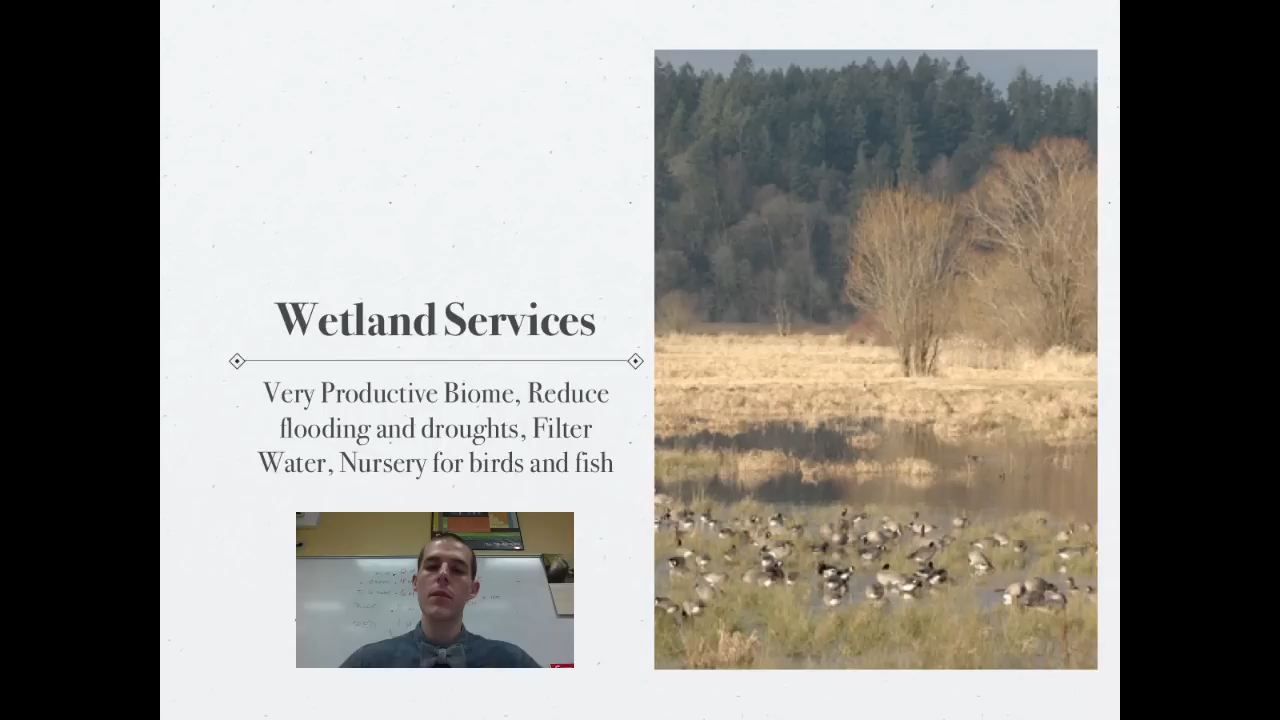 Wetland Services
Very Productive Biome, Reduce
flooding and droughts, Filter
Water, Nursery for birds and fish